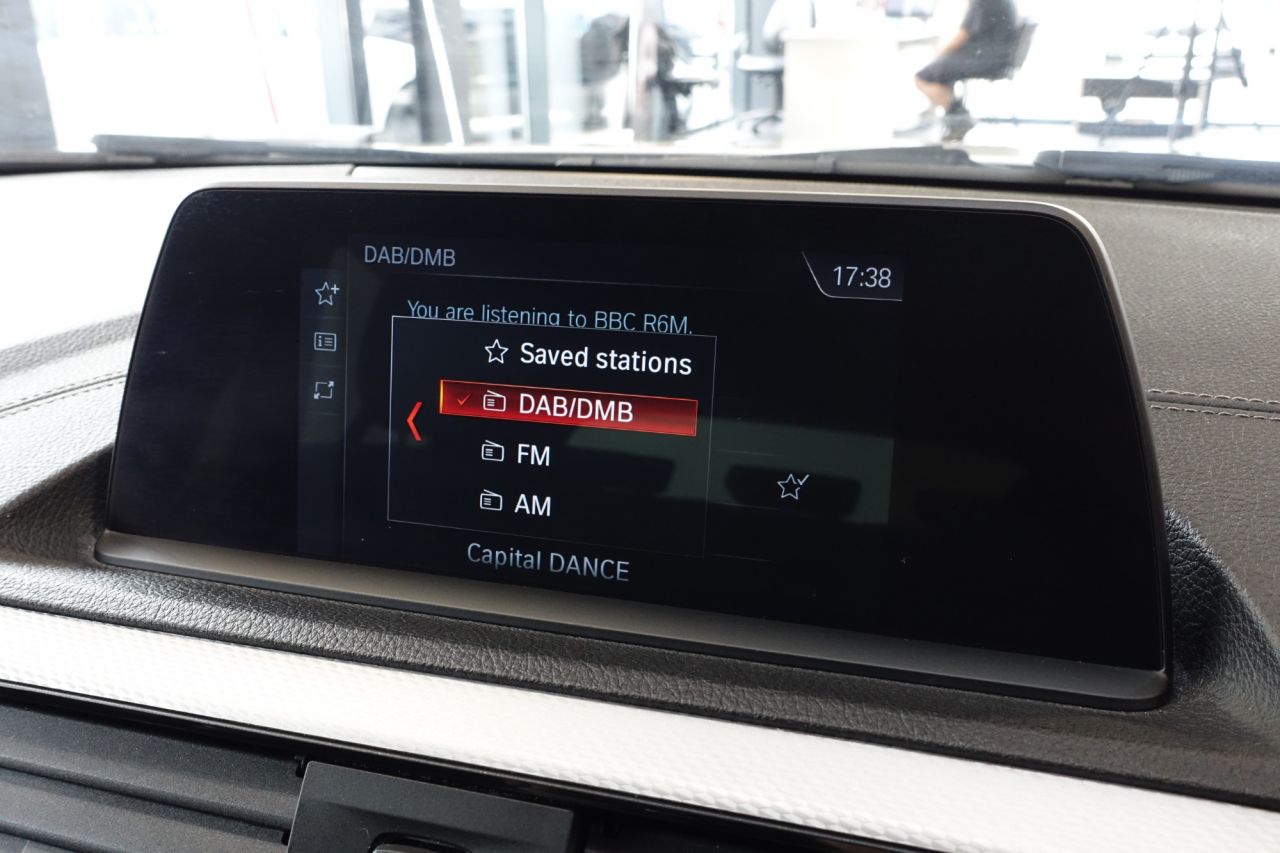 DAB/DMB
17:38
You are listening to BBC R6M.
Saved stations
DAB/DMB
FM
AM
Capital DANCE